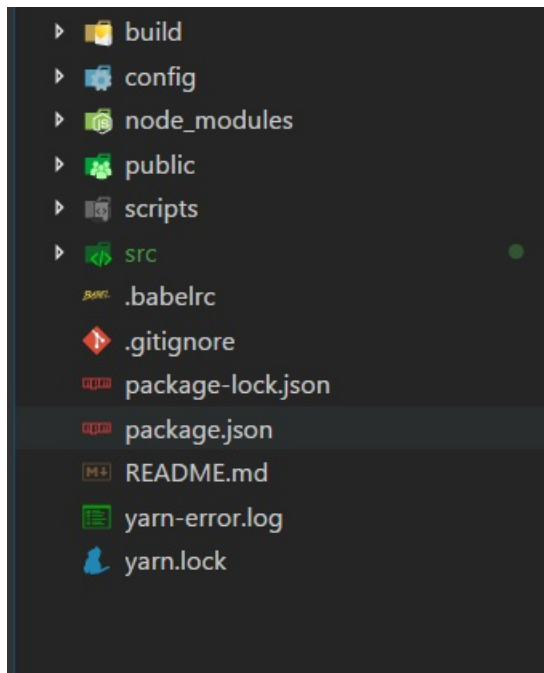 build
config
node_modules
public
scripts
src
.babelrc
.gitignore
package-lock.json
package.json
README.md
yarn-error.log
yarn.lock